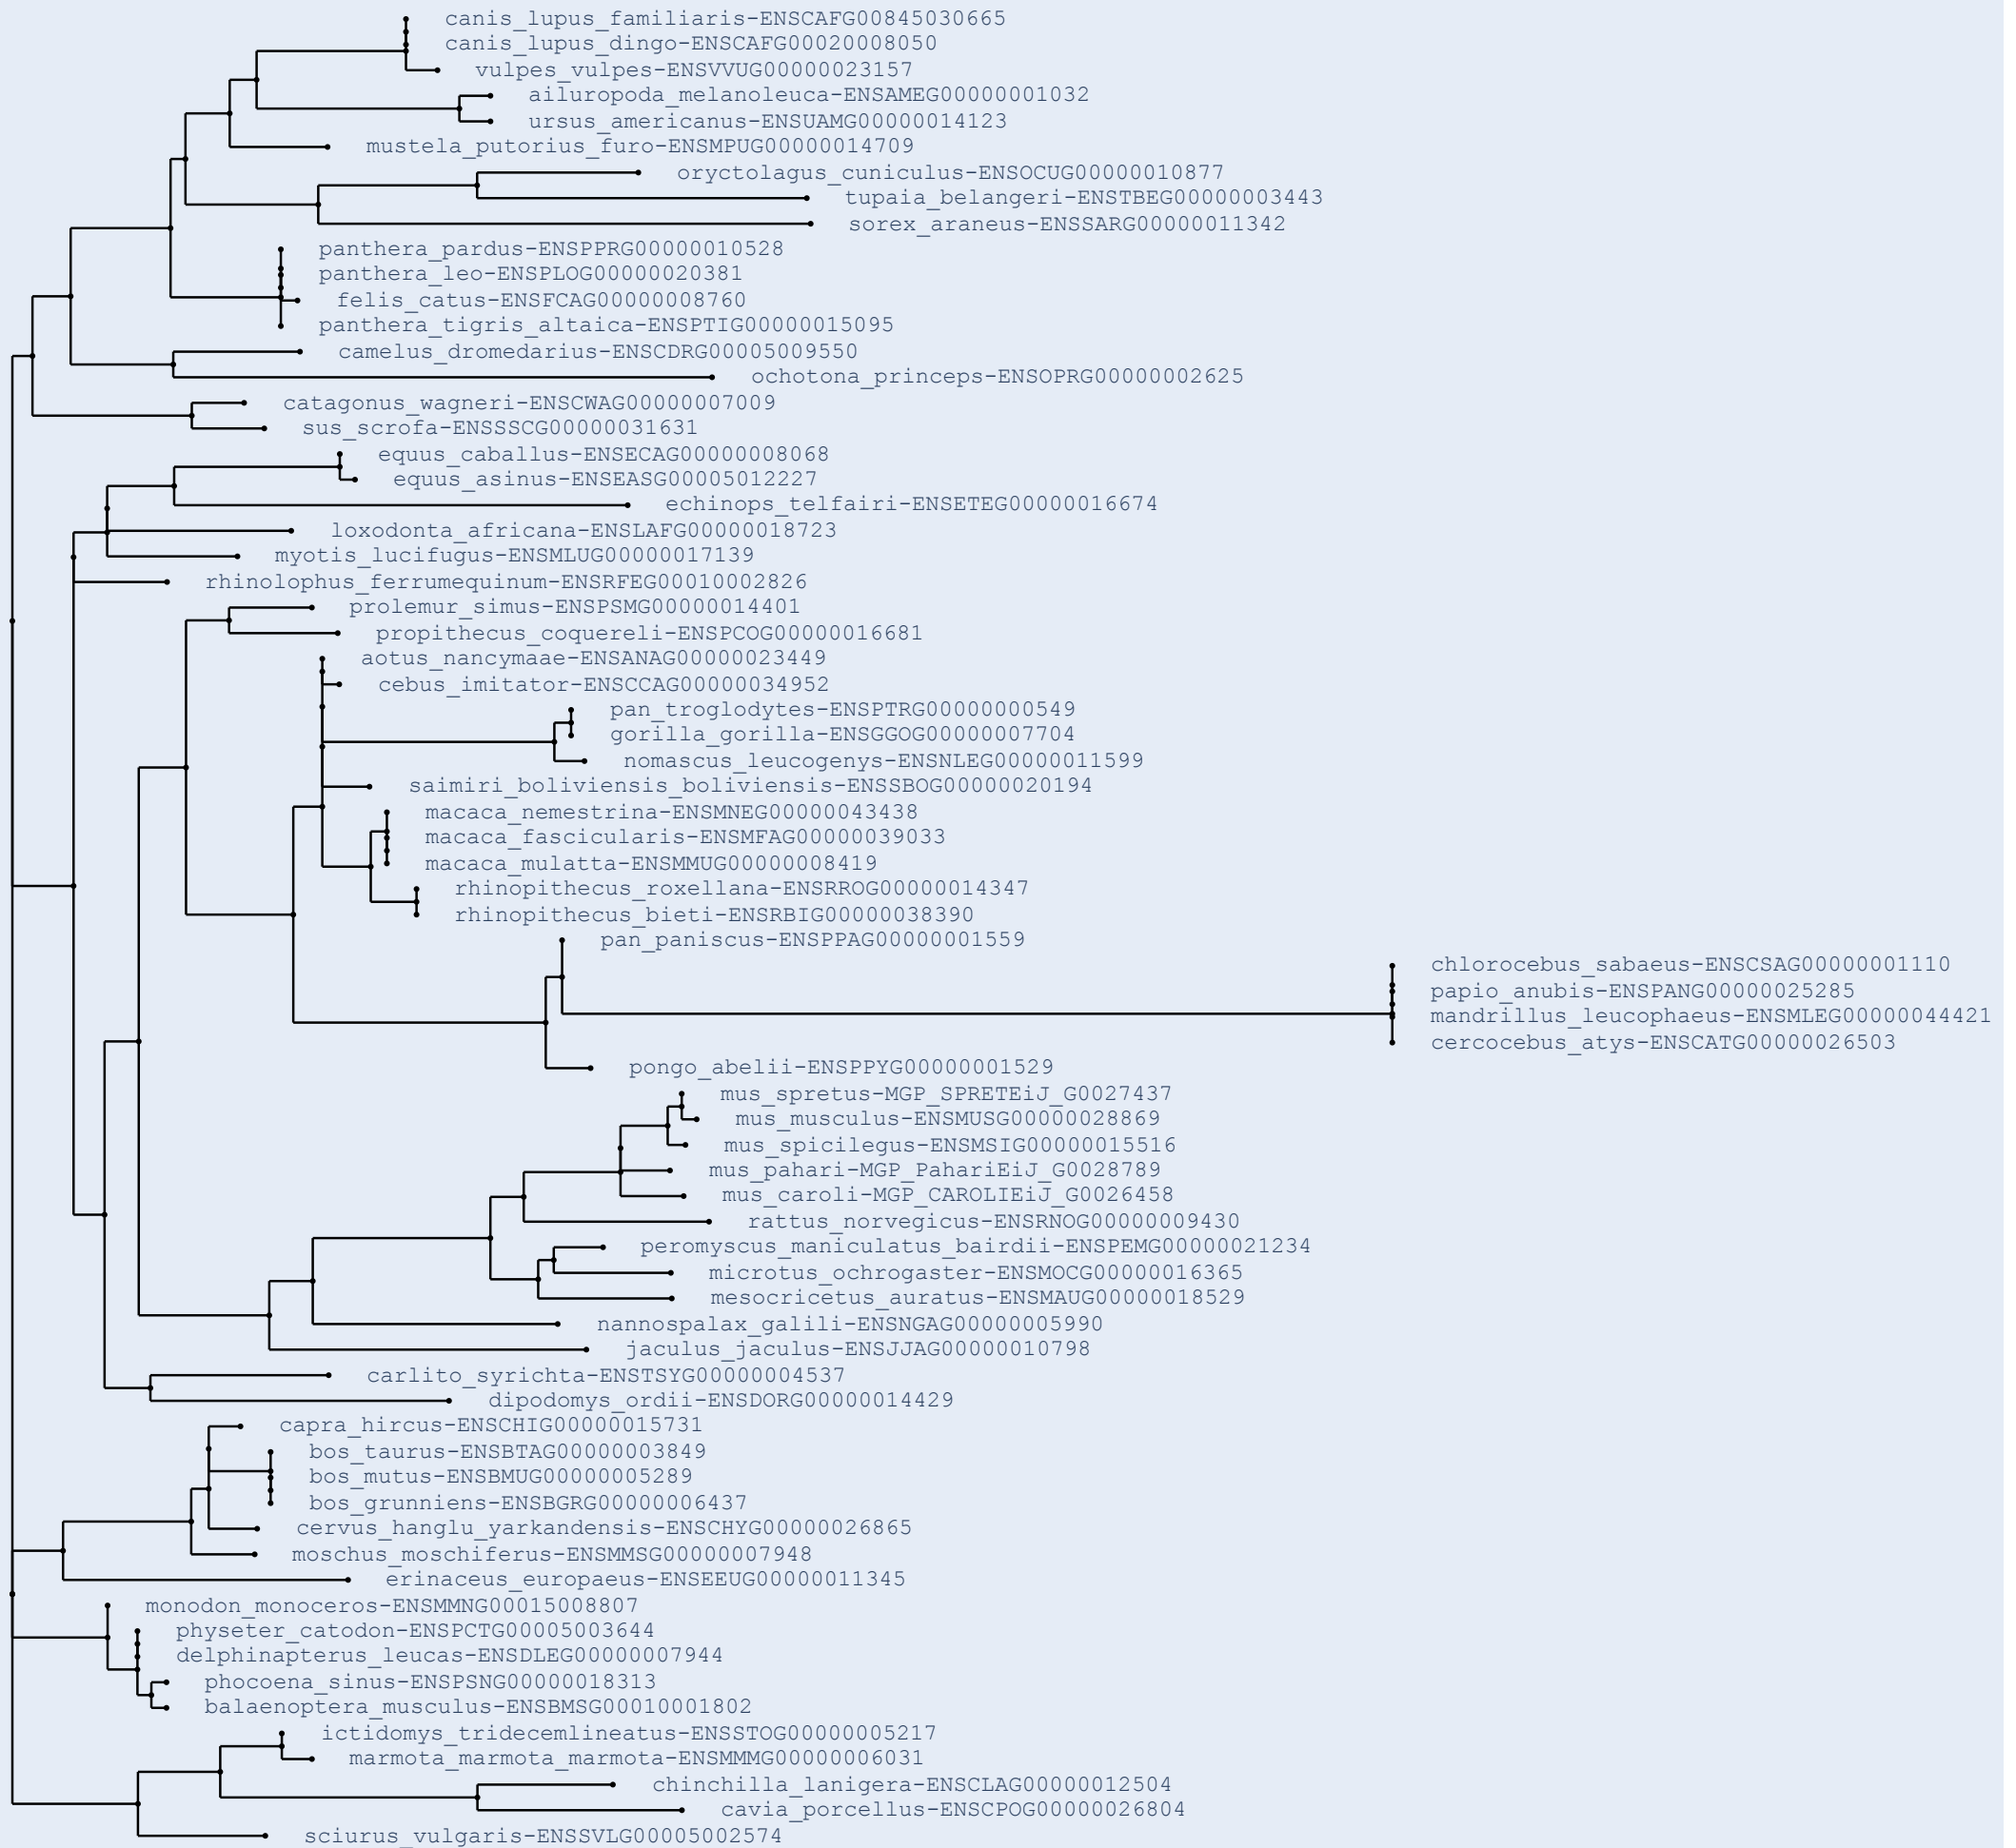 canis_lupus_familiaris-ENSCAFG00845030665
canis_lupus_dingo-ENSCAFG00020008050
vulpes_vulpes-ENSVVUG00000023157
ailuropoda_melanoleuca-ENSAMEG00000001032
ursus_americanus-ENSUAMG00000014123
mustela_putorius_furo-ENSMPUG00000014709
oryctolagus_cuniculus-ENSOCUG00000010877
tupaia_belangeri-ENSTBEG00000003443
sorex_araneus-ENSSARG00000011342
panthera_pardus-ENSPPRG00000010528
panthera_leo-ENSPLOG00000020381
felis_catus-ENSFCAG00000008760
panthera_tigris_altaica-ENSPTIG00000015095
camelus_dromedarius-ENSCDRG00005009550
ochotona_princeps-ENSOPRG00000002625
catagonus_wagneri-ENSCWAG00000007009
sus_scrofa-ENSSSCG00000031631
equus_caballus-ENSECAG00000008068
equus_asinus-ENSEASG00005012227
echinops_telfairi-ENSETEG00000016674
loxodonta_africana-ENSLAFG00000018723
myotis_lucifugus-ENSMLUG00000017139
rhinolophus_ferrumequinum-ENSRFEG00010002826
prolemur_simus-ENSPSMG00000014401
propithecus_coquereli-ENSPCOG00000016681
aotus_nancymaae-ENSANAG00000023449
cebus_imitator-ENSCCAG00000034952
pan_troglodytes-ENSPTRG00000000549
gorilla_gorilla-ENSGGOG00000007704
nomascus_leucogenys-ENSNLEG00000011599
saimiri_boliviensis_boliviensis-ENSSBOG00000020194
macaca_nemestrina-ENSMNEG00000043438
macaca_fascicularis-ENSMFAG00000039033
macaca_mulatta-ENSMMUG00000008419
rhinopithecus_roxellana-ENSRROG00000014347
rhinopithecus_bieti-ENSRBIG00000038390
pan_paniscus-ENSPPAG00000001559
chlorocebus_sabaeus-ENSCSAG00000001110
papio_anubis-ENSPANG00000025285
mandrillus_leucophaeus-ENSMLEG00000044421
cercocebus_atys-ENSCATG00000026503
pongo_abelii-ENSPPYG00000001529
mus_spretus-MGP_SPRETEiJ_G0027437
mus_musculus-ENSMUSG00000028869
mus_spicilegus-ENSMSIG00000015516
mus_pahari-MGP_PahariEiJ_G0028789
mus_caroli-MGP_CAROLIEiJ_G0026458
rattus_norvegicus-ENSRNOG00000009430
peromyscus_maniculatus_bairdii-ENSPEMG00000021234
microtus_ochrogaster-ENSMOCG00000016365
mesocricetus_auratus-ENSMAUG00000018529
nannospalax_galili-ENSNGAG00000005990
jaculus_jaculus-ENSJJAG00000010798
carlito_syrichta-ENSTSYG00000004537
dipodomys_ordii-ENSDORG00000014429
capra_hircus-ENSCHIG00000015731
bos_taurus-ENSBTAG00000003849
bos_mutus-ENSBMUG00000005289
bos_grunniens-ENSBGRG00000006437
cervus_hanglu_yarkandensis-ENSCHYG00000026865
moschus_moschiferus-ENSMMSG00000007948
erinaceus_europaeus-ENSEEUG00000011345
monodon_monoceros-ENSMMNG00015008807
physeter_catodon-ENSPCTG00005003644
delphinapterus_leucas-ENSDLEG00000007944
phocoena_sinus-ENSPSNG00000018313
balaenoptera_musculus-ENSBMSG00010001802
ictidomys_tridecemlineatus-ENSSTOG00000005217
marmota_marmota_marmota-ENSMMMG00000006031
chinchilla_lanigera-ENSCLAG00000012504
cavia_porcellus-ENSCPOG00000026804
sciurus_vulgaris-ENSSVLG00005002574